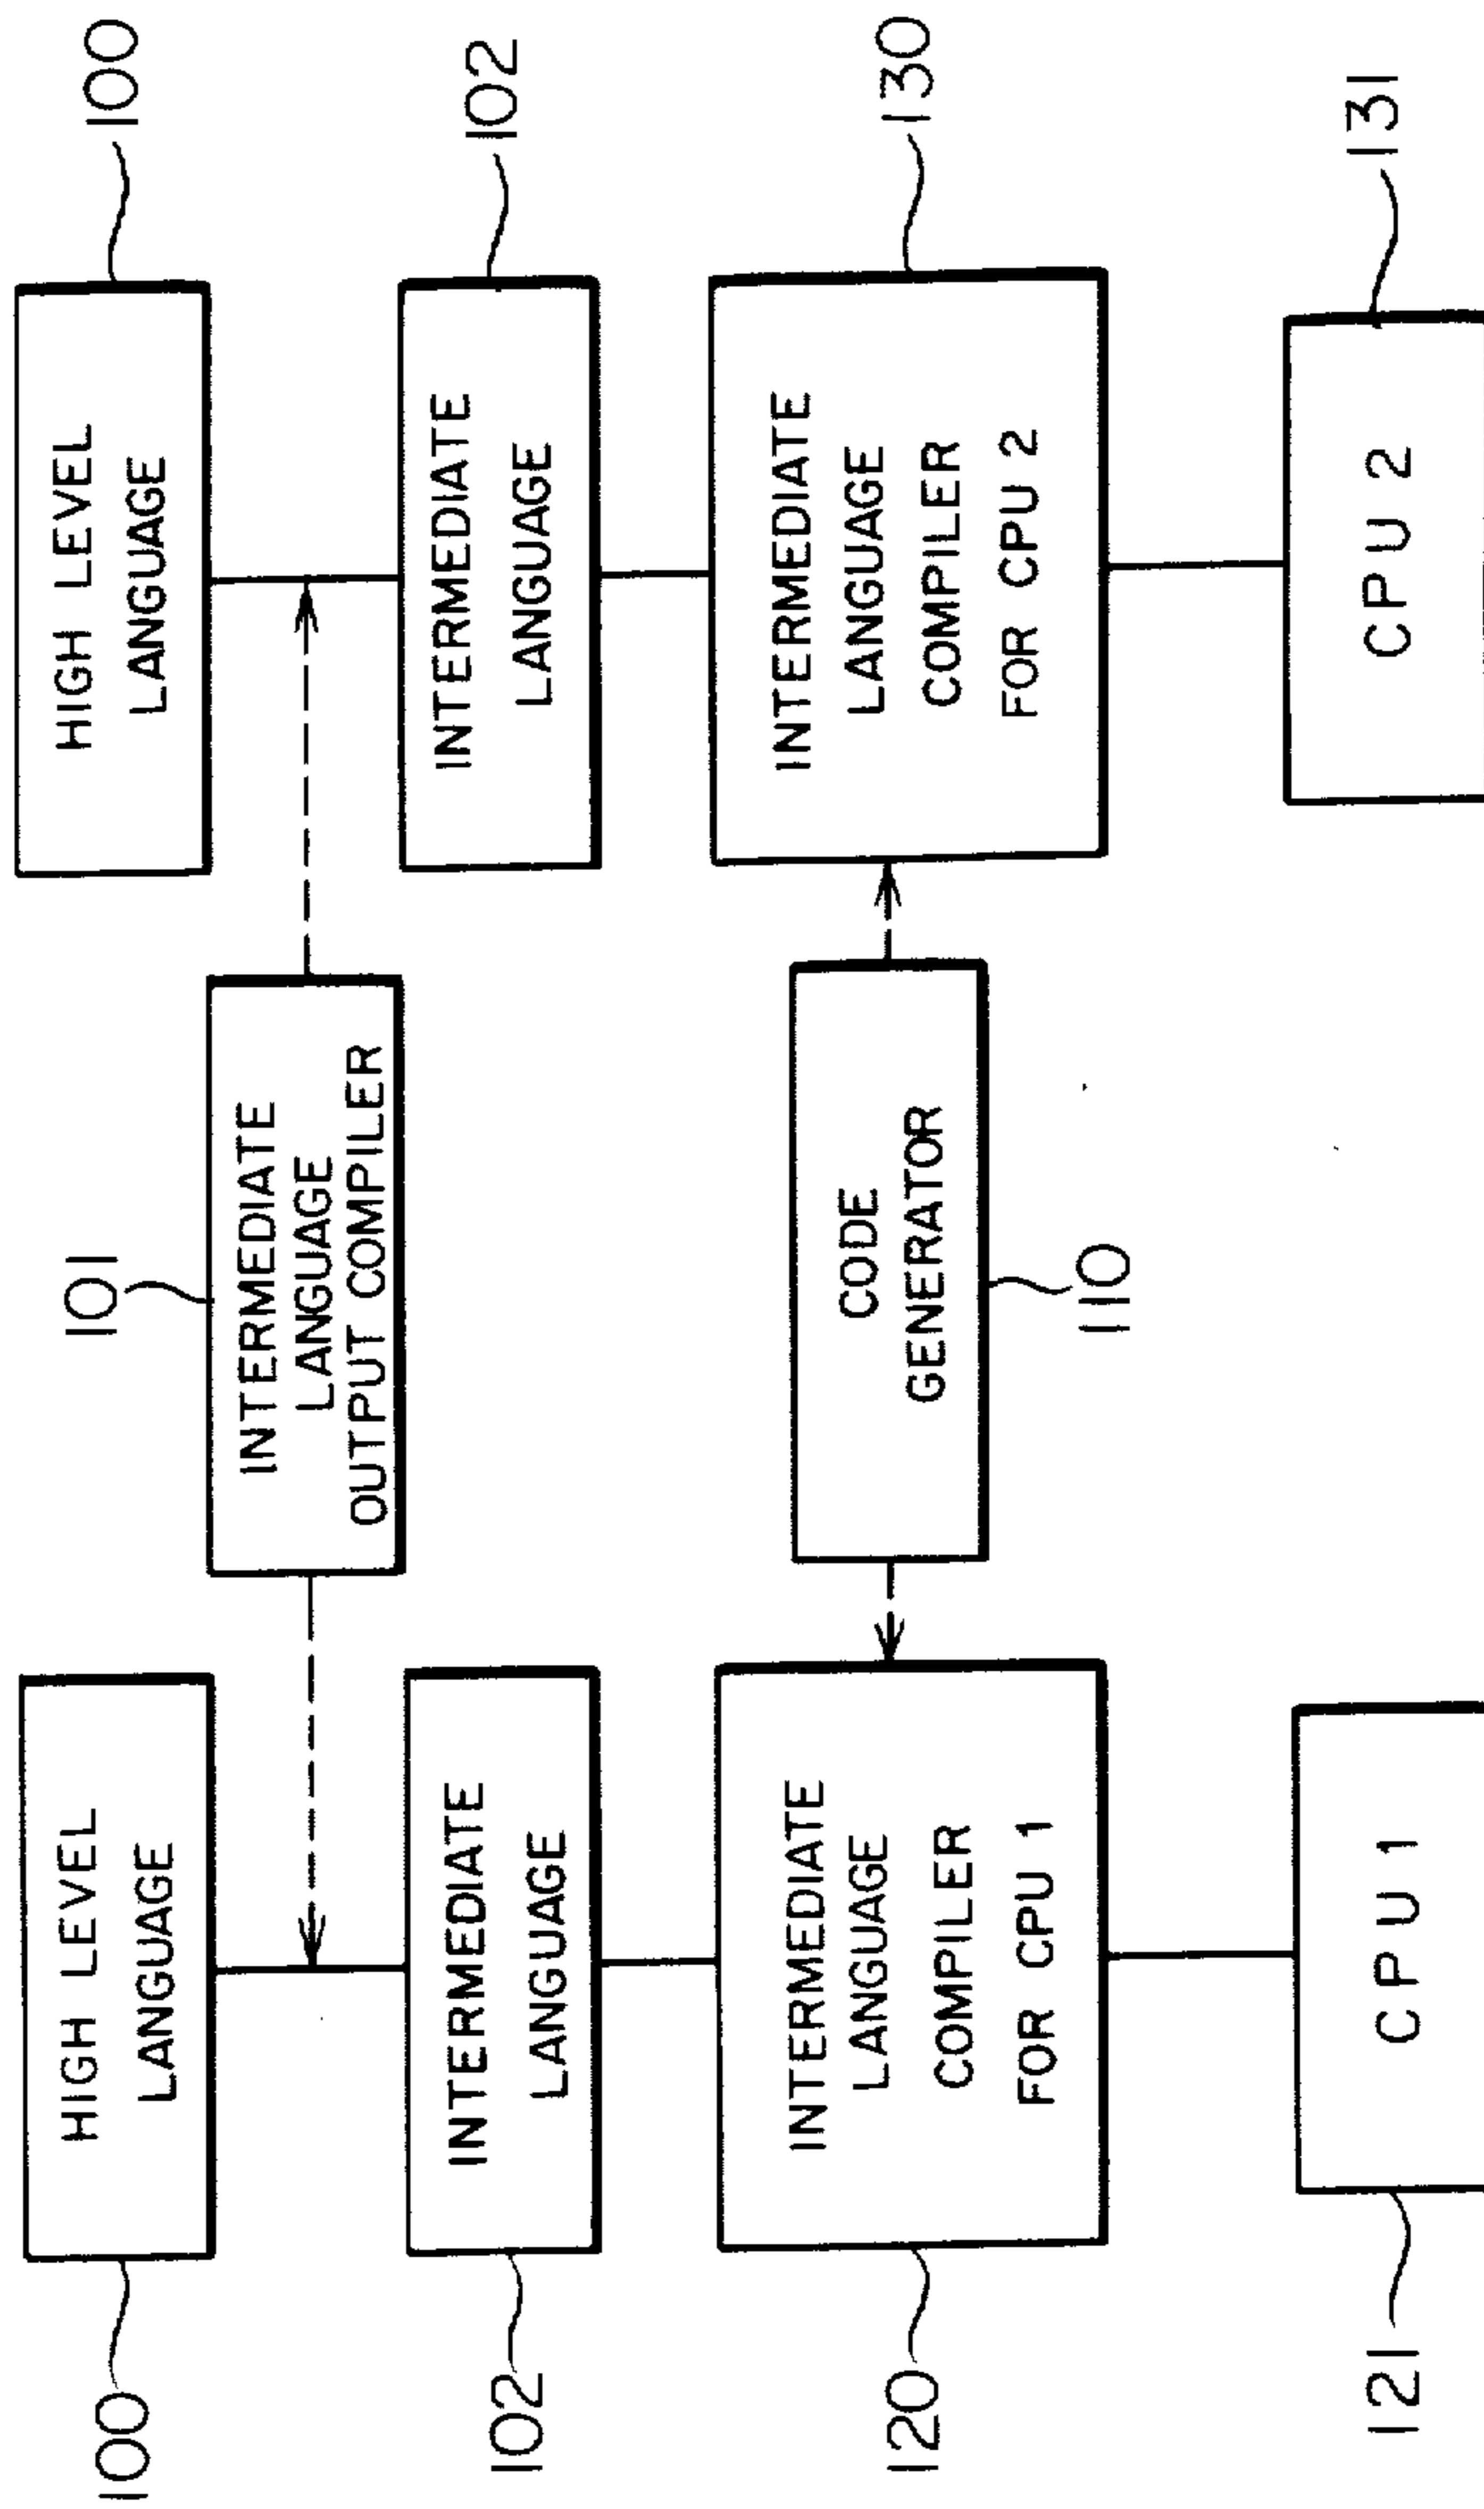 100
HIGH LEVEL
LANGUAGE
101
INTERMEDIATE
LANGUAGE
OUTPUT COMPILER
HIGH LEVEL
LANGUAGE
100
102
INTERMEDIATE
LANGUAGE
INTERMEDIATE
LANGUAGE
102
120
INTERMEDIATE
LANGUAGE
COMPILER
FOR CPU 1
CODE
GENERATOR
110
INTERMEDIATE
LANGUAGE
COMPILER
FOR CPU 2
130
121
CPU 1
CPU 2
131